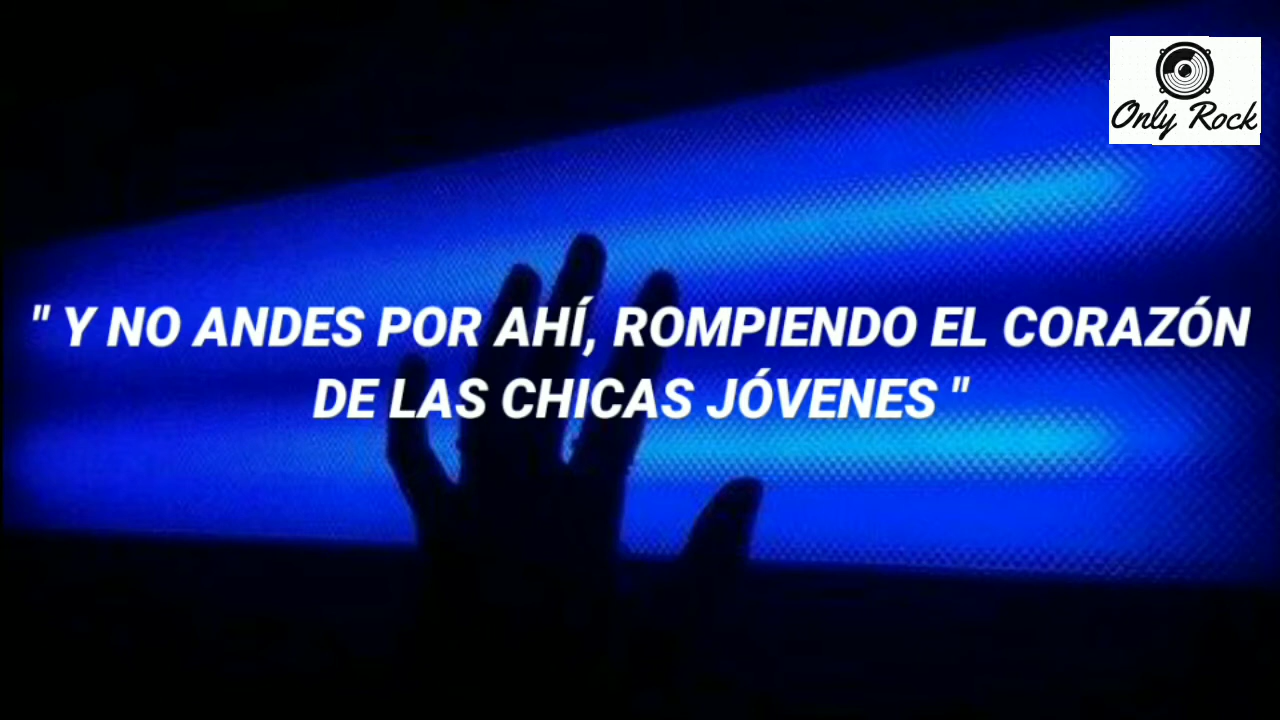 Only Rock
" Y NO ANDES POR AHÍ, ROMPIENDO EL CORAZÓN
DE LAS CHICAS JÓVENES "